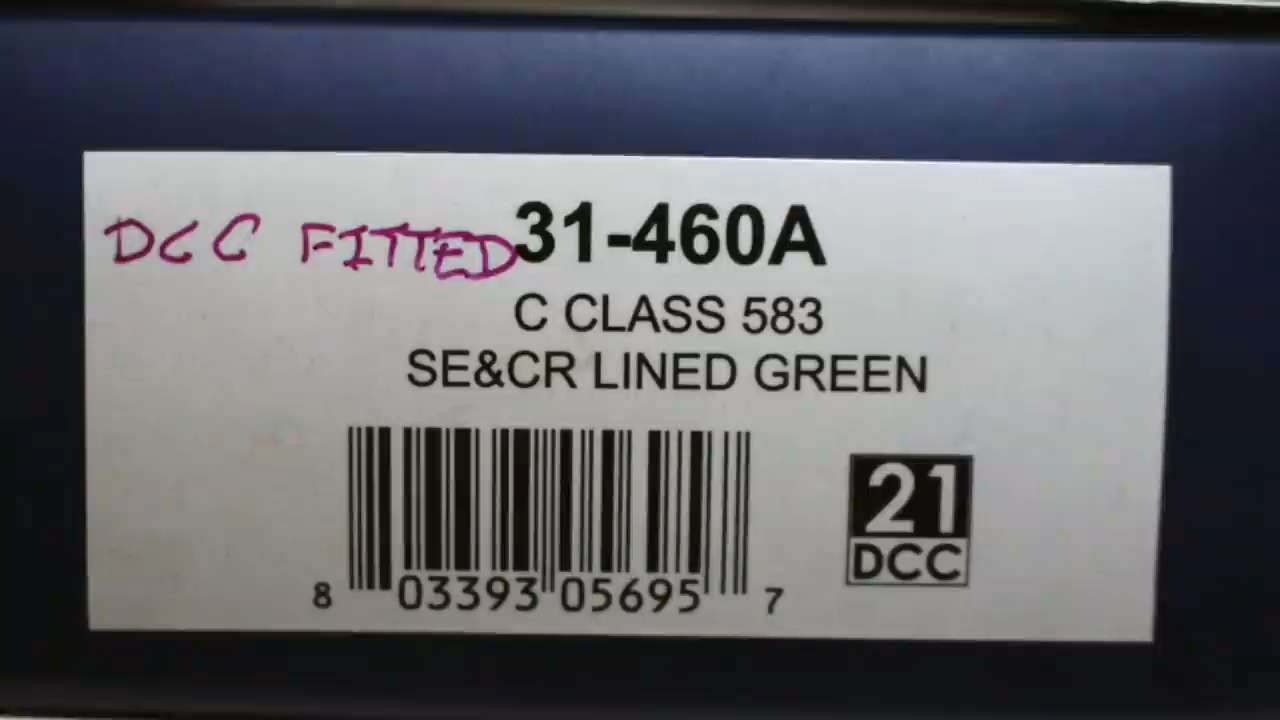 DCC FITTED 31-460A
C CLASS 583
SE&CR LINED GREEN
8 03393 05695 7
21
DCC